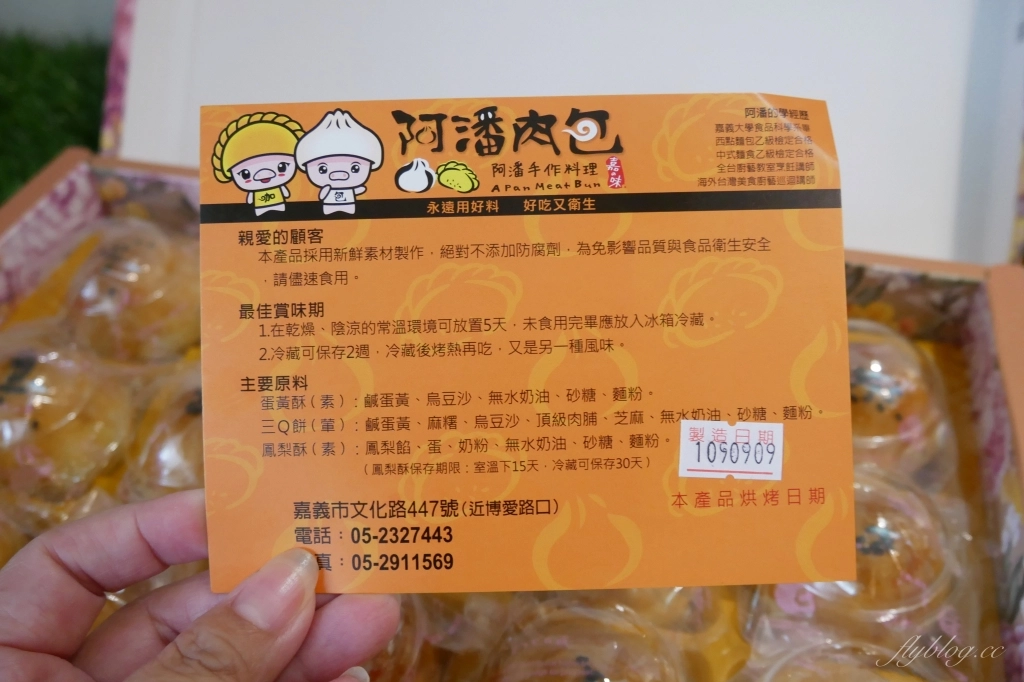 阿潘肉包
阿潘手作料理
A Pan Meat Bun
嘉味
咖
包
阿潘的學經歷
嘉義大學食品科學
西點麵包乙級檢定合格
中式麵食乙級檢定合格
全台廚藝教室烹飪講師
海外台灣美食廚藝巡迴講師
永遠用好料 好吃又衛生
親愛的顧客
本產品採用新鮮素材製作，絕對不添加防腐劑，為免影響品質與食品衛生安全
，請儘速食用。
最佳賞味期
1.在乾燥、陰涼的常溫環境可放置5天，未食用完畢應放入冰箱冷藏。
2.冷藏可保存2週，冷藏後烤熱再吃，又是另一種風味。
主要原料
蛋黃酥(素)：鹹蛋黃、烏豆沙、無水奶油、砂糖、麵粉。
三Q餅(葷)：鹹蛋黃、麻糬、烏豆沙、頂級肉脯、芝麻、無水奶油、砂糖、麵粉。
鳳梨酥(素)：鳳梨餡、蛋、奶粉、無水奶油、砂糖、麵粉。
(鳳梨酥保存期限：室溫下15天，冷藏可保存30天)
製造日期
1090909
本產品烘烤日期
嘉義市文化路447號(近博愛路口)
電話：05-2327443
真：05-2911569
flyblog.cc